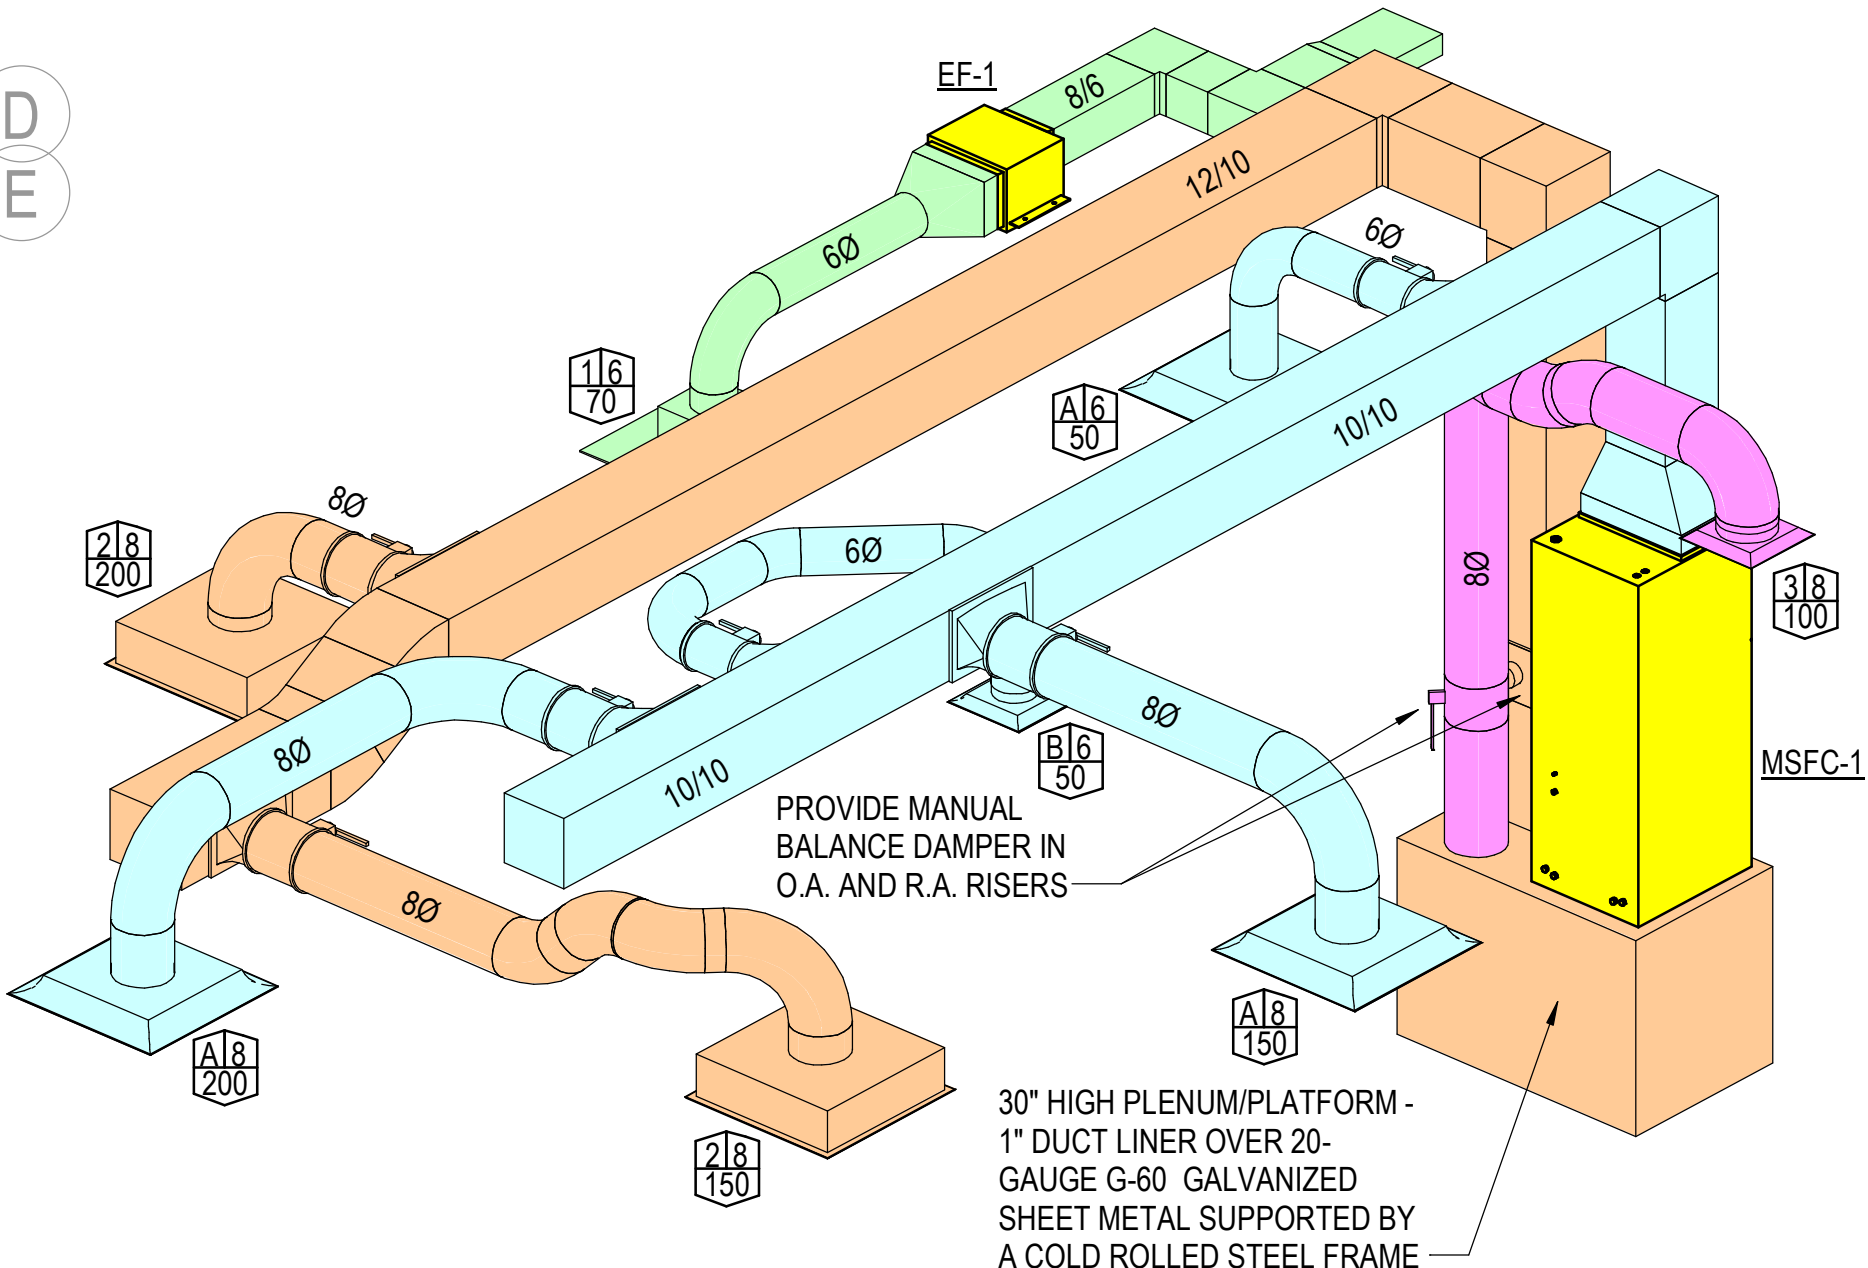 D
E
EF-1
8/6
12/10
6Ø
6Ø
1 6
70
A 6
50
10/10
8Ø
2 8
200
6Ø
8Ø
3 8
100
8Ø
8Ø
B 6
50
MSFC-1
10/10
PROVIDE MANUAL
BALANCE DAMPER IN
O.A. AND R.A. RISERS
8Ø
A 8
200
A 8
150
2 8
150
30" HIGH PLENUM/PLATFORM -
1" DUCT LINER OVER 20-
GAUGE G-60 GALVANIZED
SHEET METAL SUPPORTED BY
A COLD ROLLED STEEL FRAME